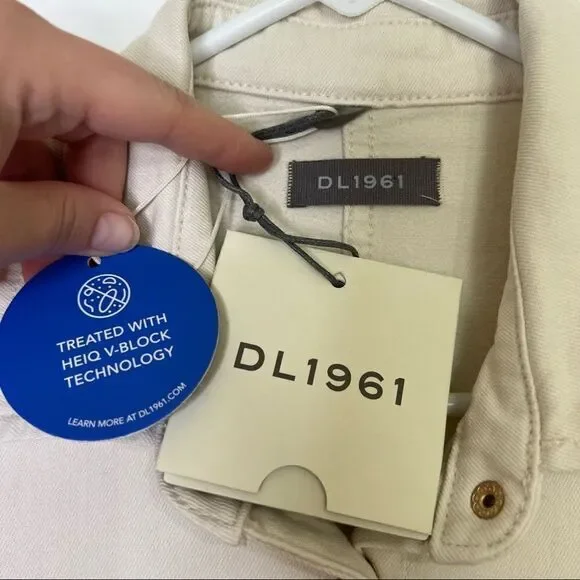 DL1961
TREATED WITH
HEIQ V-BLOCK
TECHNOLOGY
LEARN MORE AT DL1961.COM
DL1961